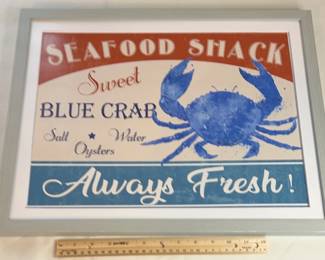 SEAFOOD SHACK
Sweet
BLUE CRAB
Salt ★ Water
Oysters
Always Fresh!